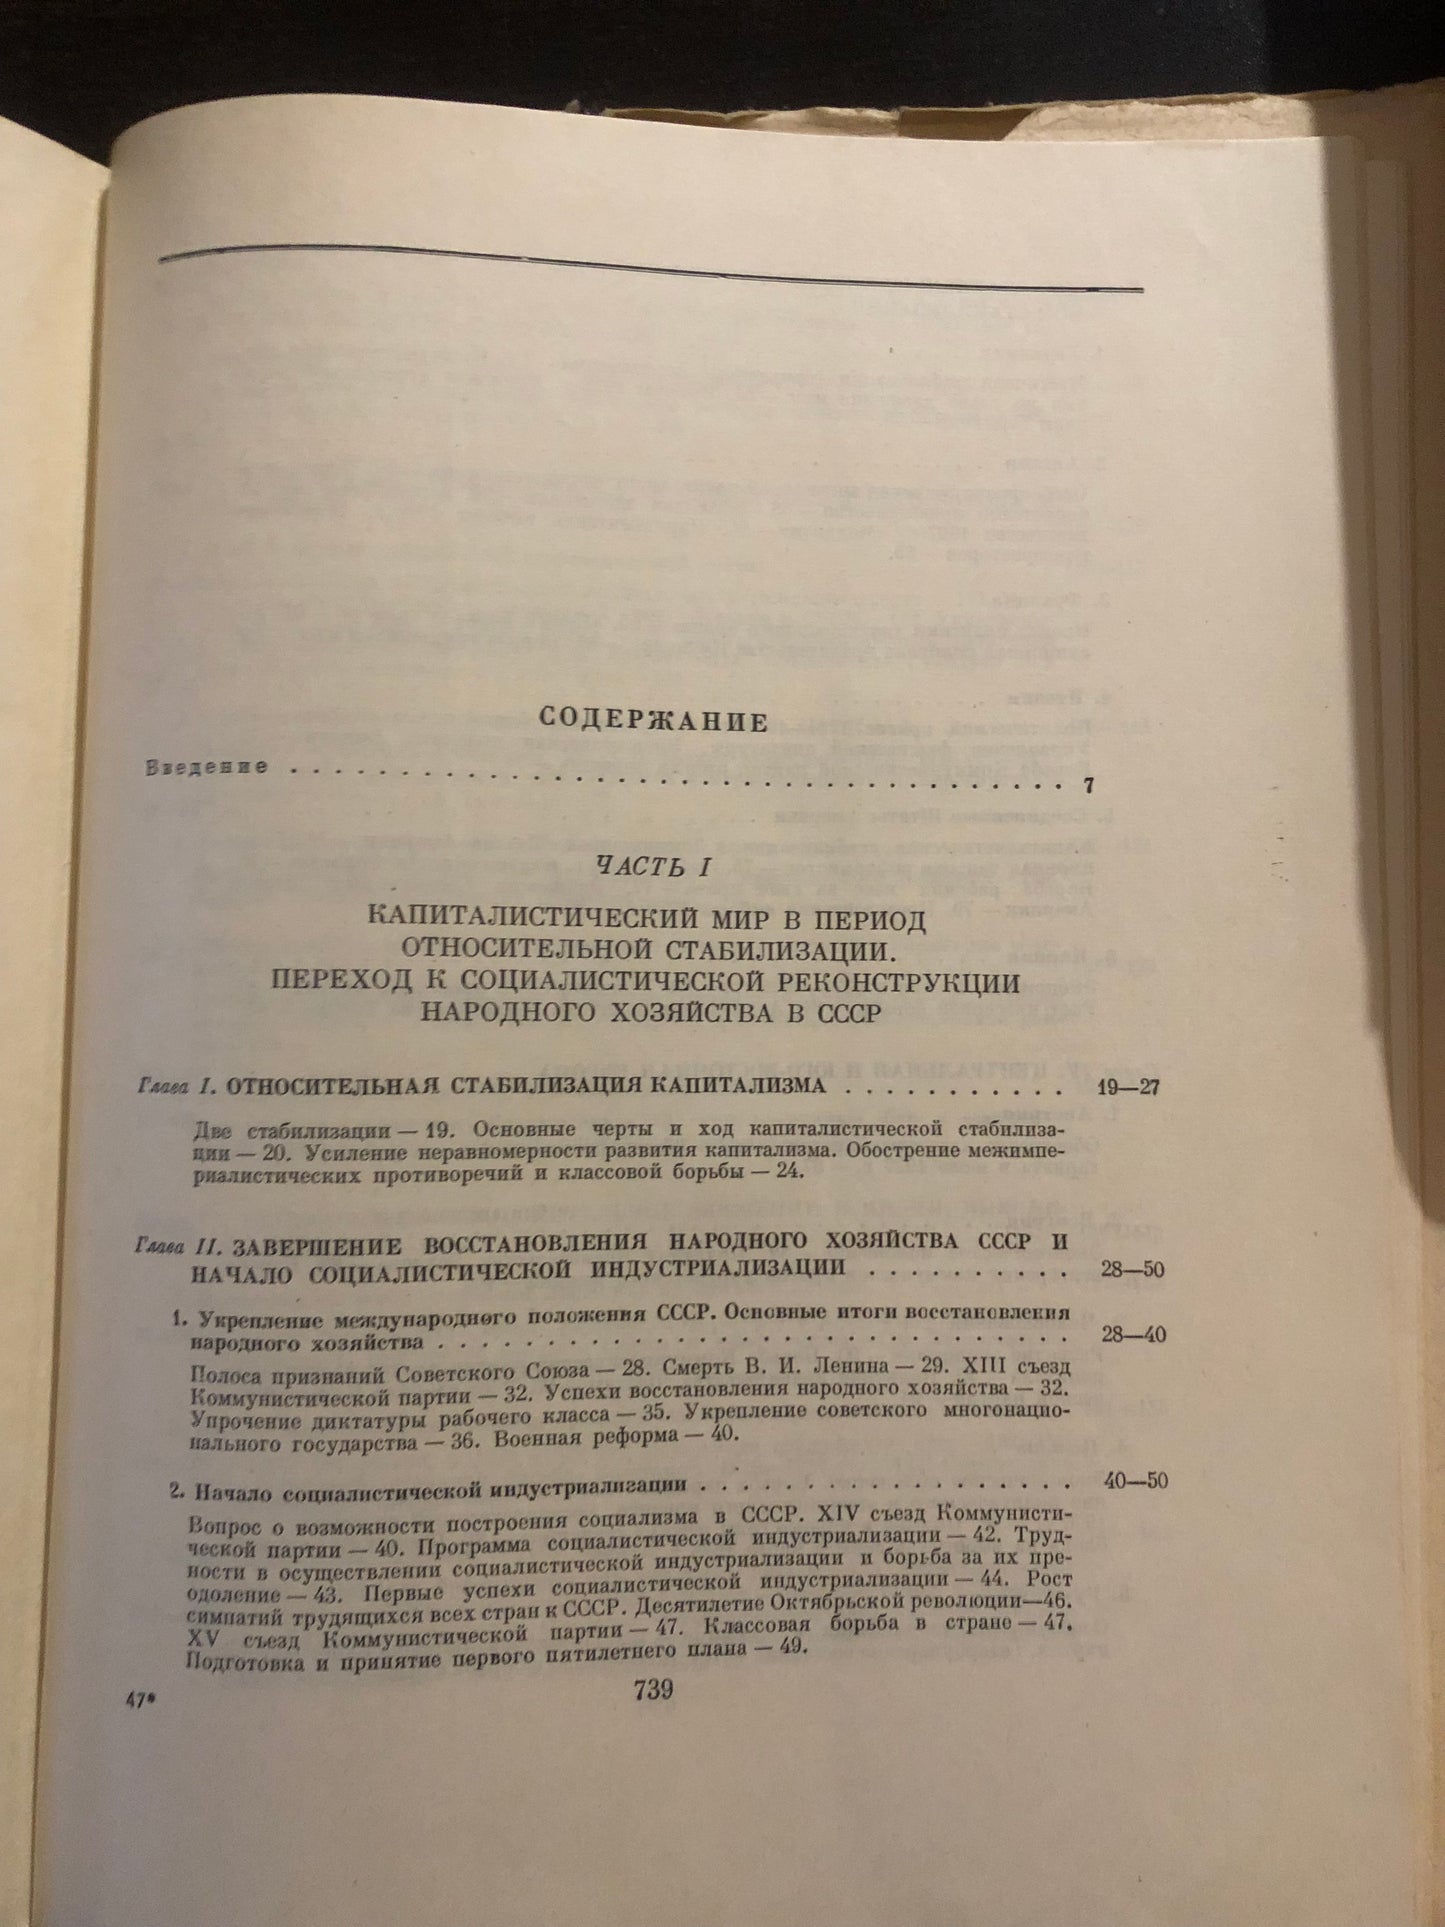 СОДЕРЖАНИЕ
Введение . . . . . . . . . . . . . . . . . . . . . . . . . . . . . . . . . . . 7
ЧАСТЬ I
КАПИТАЛИСТИЧЕСКИЙ МИР В ПЕРИОД
ОТНОСИТЕЛЬНОЙ СТАБИЛИЗАЦИИ.
ПЕРЕХОД К СОЦИАЛИСТИЧЕСКОЙ РЕКОНСТРУКЦИИ
НАРОДНОГО ХОЗЯЙСТВА В СССР
Глава I. ОТНОСИТЕЛЬНАЯ СТАБИЛИЗАЦИЯ КАПИТАЛИЗМА . . . . . . . . . . . 19—27
Две стабилизации — 19. Основные черты и ход капиталистической стабилиза-
ции — 20. Усиление неравномерности развития капитализма. Обострение межимпе-
риалистических противоречий и классовой борьбы — 24.
Глава II. ЗАВЕРШЕНИЕ ВОССТАНОВЛЕНИЯ НАРОДНОГО ХОЗЯЙСТВА СССР И
НАЧАЛО СОЦИАЛИСТИЧЕСКОЙ ИНДУСТРИАЛИЗАЦИИ . . . . . . . . . . 28—50
1. Укрепление международного положения СССР. Основные итоги восстановления
народного хозяйства . . . . . . . . . . . . . . . . . . . . . . . . . . . . . 28—40
Полоса признаний Советского Союза — 28. Смерть В. И. Ленина — 29. XIII съезд
Коммунистической партии — 32. Успехи восстановления народного хозяйства — 32.
Упрочение диктатуры рабочего класса — 35. Укрепление советского многонацио-
нального государства — 36. Военная реформа — 40.
2. Начало социалистической индустриализации . . . . . . . . . . . . . . . . . 40—50
Вопрос о возможности построения социализма в СССР. XIV съезд Коммунисти-
ческой партии — 40. Программа социалистической индустриализации — 42. Труд-
ности в осуществлении социалистической индустриализации и борьба за их пре-
одоление — 43. Первые успехи социалистической индустриализации — 44. Рост
симпатий трудящихся всех стран к СССР. Десятилетие Октябрьской революции—46.
XV съезд Коммунистической партии — 47. Классовая борьба в стране — 47.
Подготовка и принятие первого пятилетнего плана — 49.
47* 739